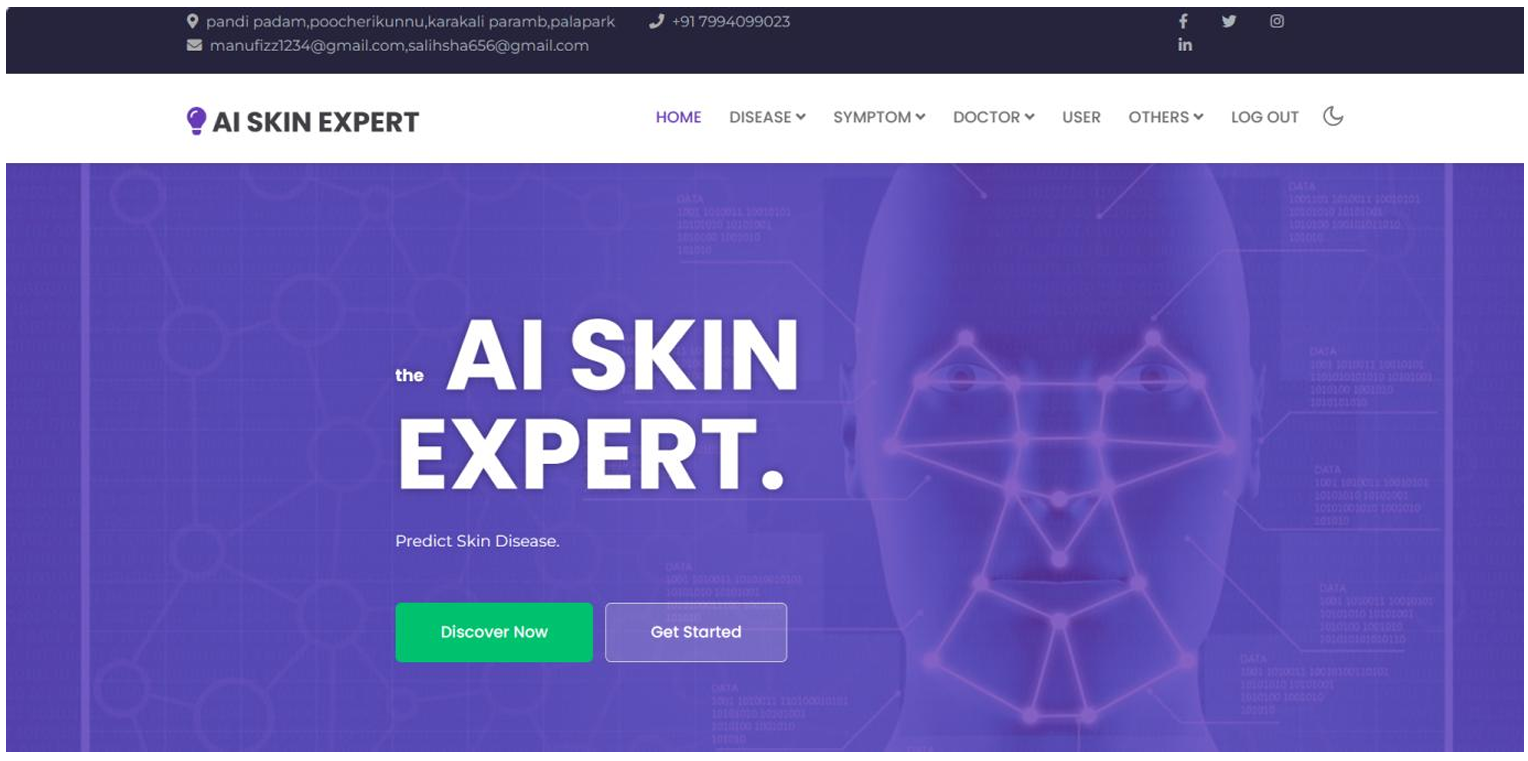 pandi padam,poocherikunnu,karakali paramb,palapark +91 7994099023
manufizz1234@gmail.com,salihsha656@gmail.com
AI SKIN EXPERT
HOME DISEASE SYMPTOM DOCTOR USER OTHERS LOG OUT
the AI SKIN
EXPERT.
Predict Skin Disease.
Discover Now Get Started